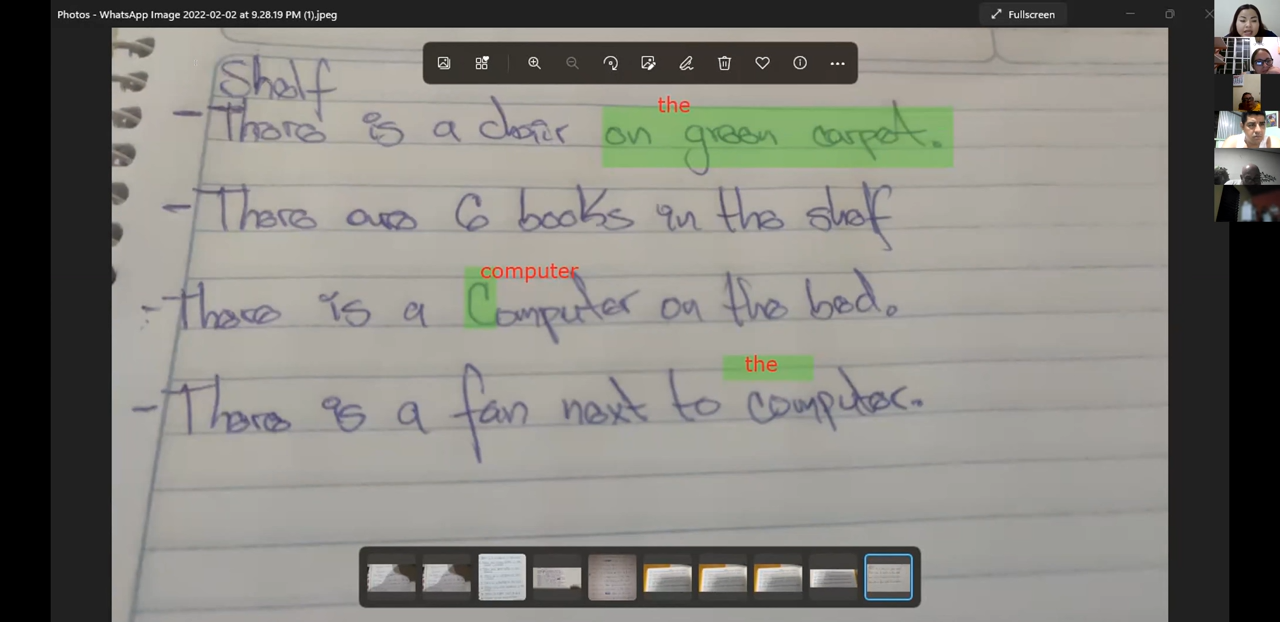 Photos - WhatsApp Image 2022-02-02 at 9.28.19 PM (1).jpeg
Fullscreen
Shelf
the
- There is a chair on green carpet.
- There are 6 books in the shelf
computer
- There is a Computer on the bed.
the
- There is a fan next to computer.